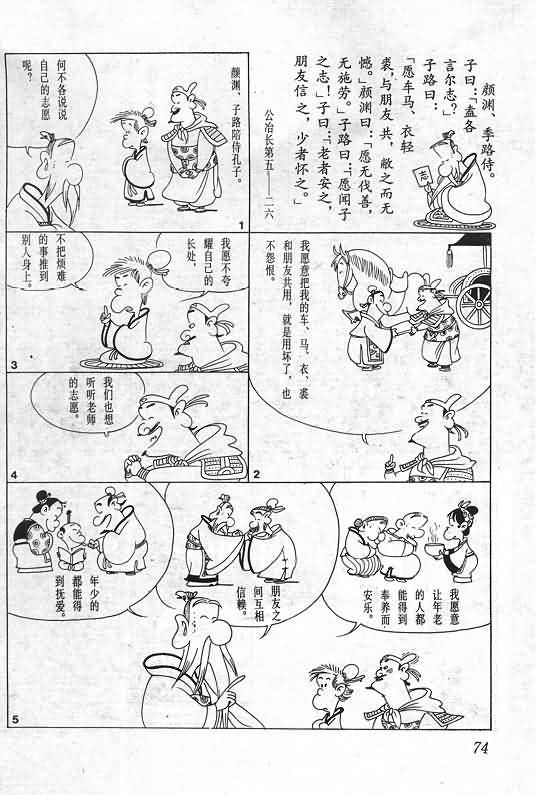 颜渊、季路侍。
子曰：「盍各
言尔志？」
子路曰：
「愿车马、衣轻
裘，与朋友共，敝之而无
憾。」颜渊曰：「愿无伐善，
无施劳。」子路曰：「愿闻子
之志！」子曰：「老者安之，
朋友信之，少者怀之。」
公冶长第五——二六
志
颜渊、子路陪侍孔子。
何不各说说
自己的志愿
呢？
1
我愿意把我的车、马、衣、裘
和朋友共用，就是用坏了，也
不怨恨。
2
我愿不夸
耀自己的
长处，
不把烦难
的事推到
别人身上。
3
我们也想
听听老师
的志愿。
4
我愿意
让年老
的人都
能得到
奉养而
安乐。
朋友之
间互相
信赖。
年少的
都能得
到抚爱。
5
74